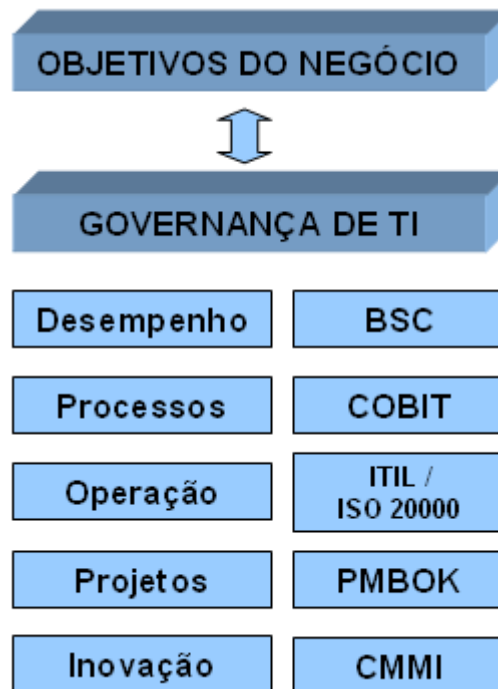 OBJETIVOS DO NEGÓCIO
GOVERNANÇA DE TI
Desempenho
BSC
Processos
COBIT
Operação
ITIL /
ISO 20000
Projetos
PMBOK
Inovação
CMMI